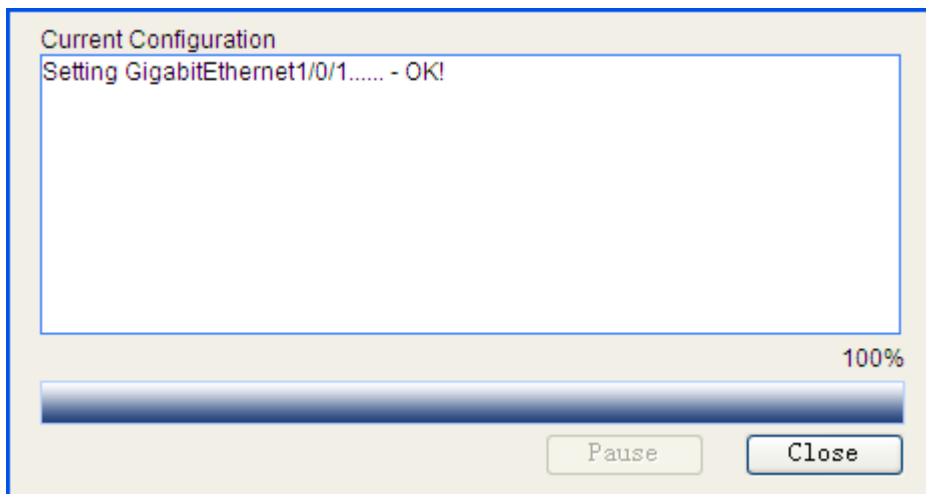 Current Configuration
Setting GigabitEthernet1/0/1...... - OK!
100%
Pause
Close